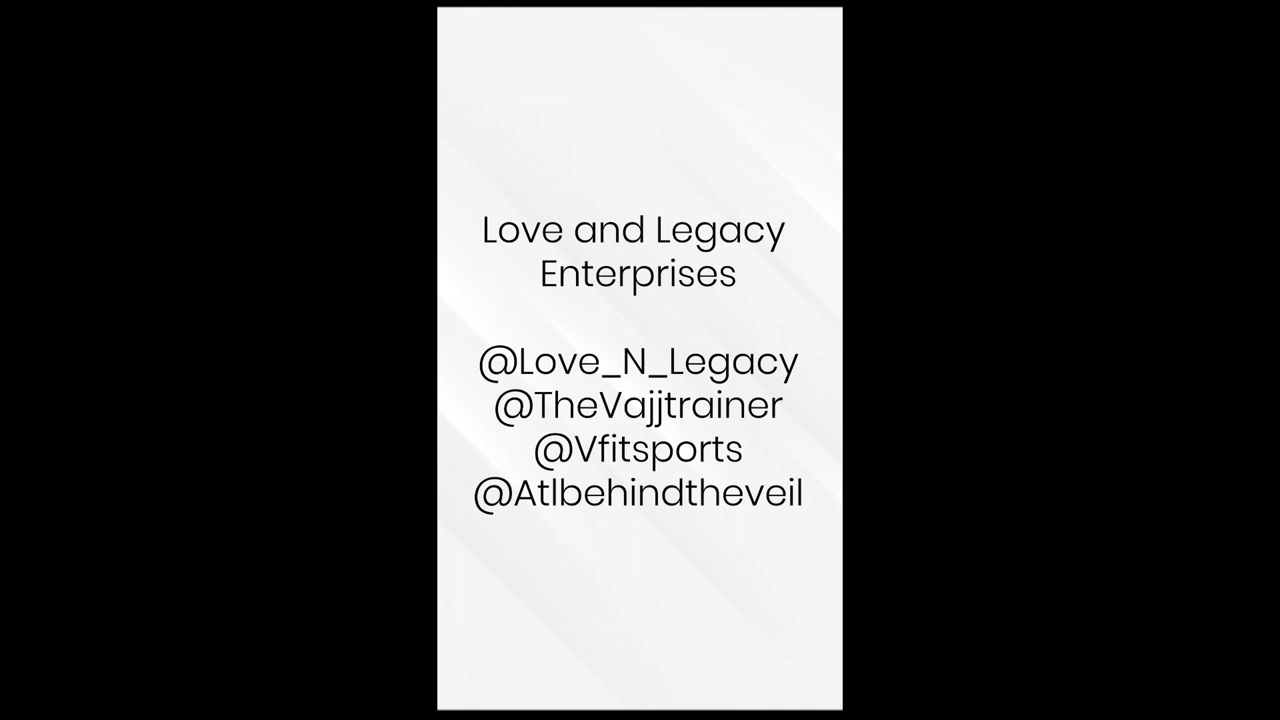 Love and Legacy
Enterprises
@Love_N_Legacy
@TheVajjtrainer
@Vfitsports
@Atlbehindtheveil